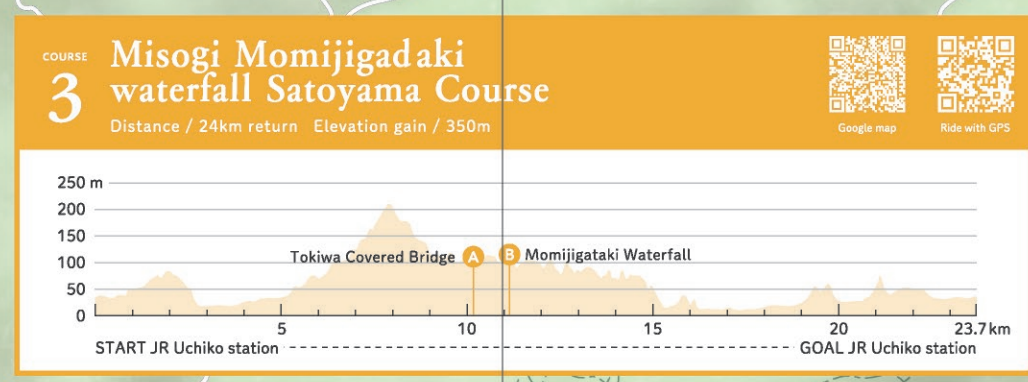 COURSE
3
Misogi Momijigadaki
waterfall Satoyama Course
Distance / 24km return Elevation gain / 350m
Google map
Ride with GPS
250 m
200
150
100
50
0
Tokiwa Covered Bridge A
B Momijigataki Waterfall
5
10
15
20
23.7km
START JR Uchiko station
GOAL JR Uchiko station